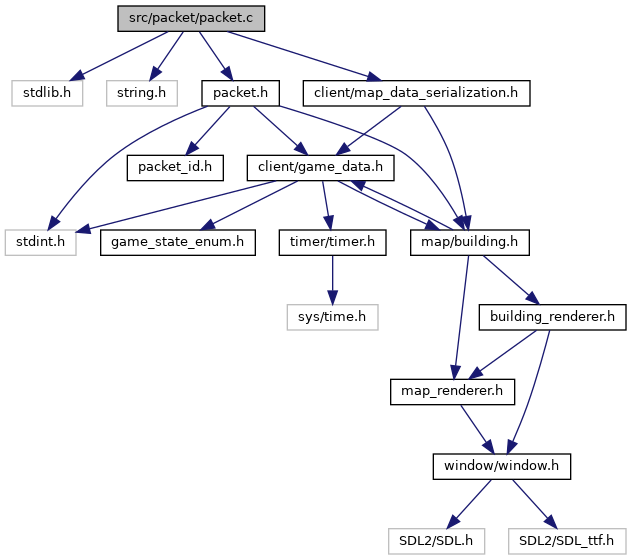 src/packet/packet.c
stdlib.h
string.h
packet.h
client/map_data_serialization.h
packet_id.h
client/game_data.h
stdint.h
game_state_enum.h
timer/timer.h
map/building.h
sys/time.h
building_renderer.h
map_renderer.h
window/window.h
SDL2/SDL.h
SDL2/SDL_ttf.h